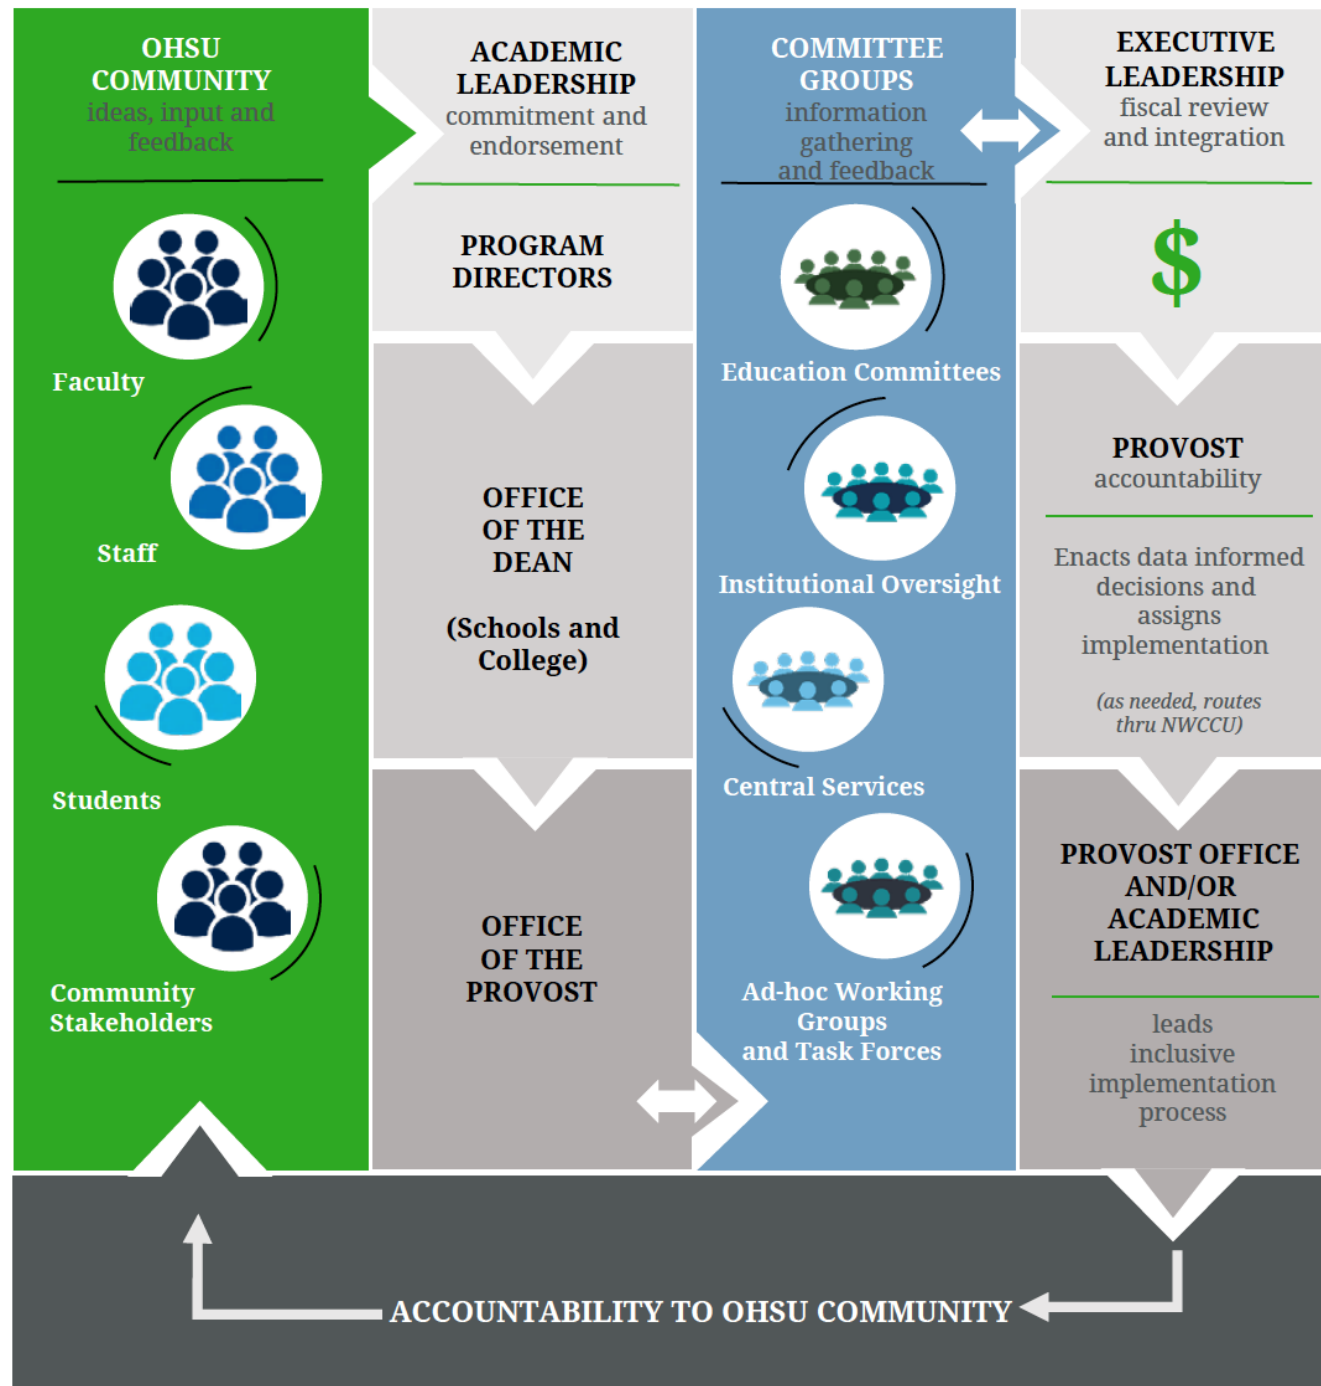 OHSU
COMMUNITY
ideas, input and
feedback
Faculty
Staff
Students
Community
Stakeholders
ACADEMIC
LEADERSHIP
commitment and
endorsement
PROGRAM
DIRECTORS
OFFICE
OF THE
DEAN
(Schools and
College)
OFFICE
OF THE
PROVOST
COMMITTEE
GROUPS
information
gathering
and feedback
Education Committees
Institutional Oversight
Central Services
Ad-hoc Working
Groups
and Task Forces
EXECUTIVE
LEADERSHIP
fiscal review
and integration
$
PROVOST
accountability
Enacts data informed
decisions and
assigns
implementation
(as needed, routes
thru NWCCU)
PROVOST OFFICE
AND/OR
ACADEMIC
LEADERSHIP
leads
inclusive
implementation
process
ACCOUNTABILITY TO OHSU COMMUNITY